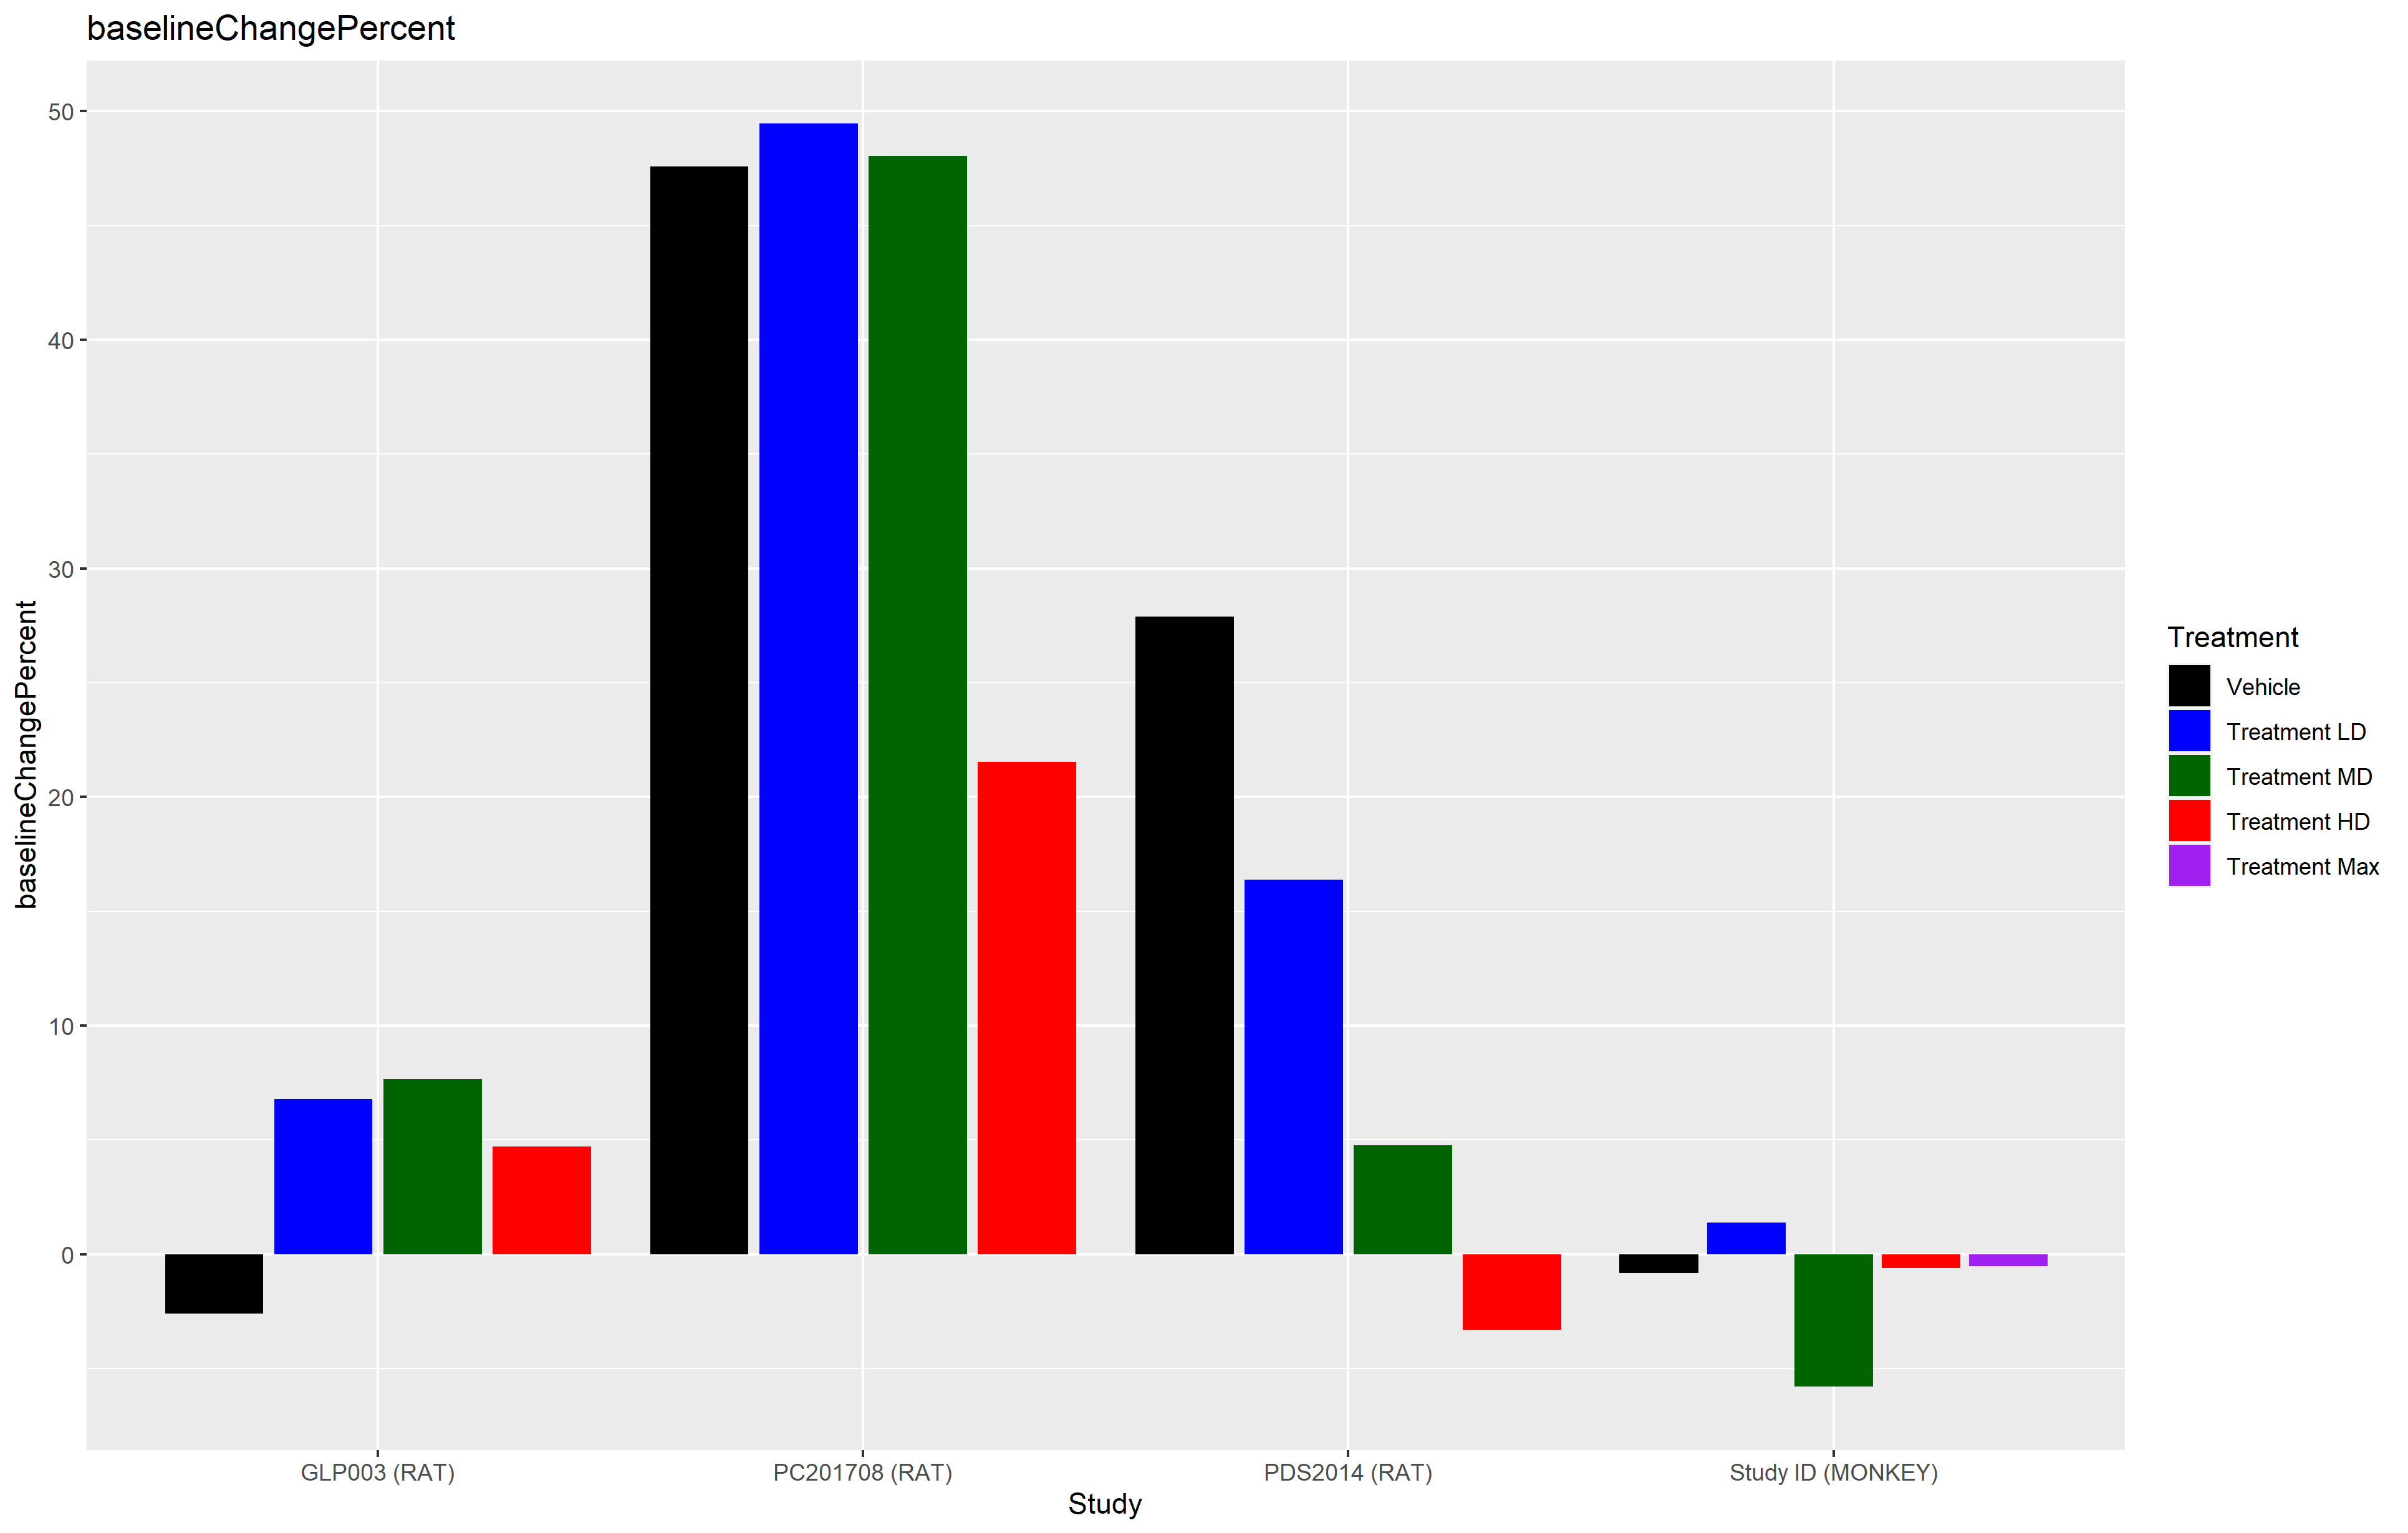 baselineChangePercent
baselineChangePercent
50
40
30
20
10
0
GLP003 (RAT)
PC201708 (RAT)
PDS2014 (RAT)
Study ID (MONKEY)
Study
Treatment
Vehicle
Treatment LD
Treatment MD
Treatment HD
Treatment Max